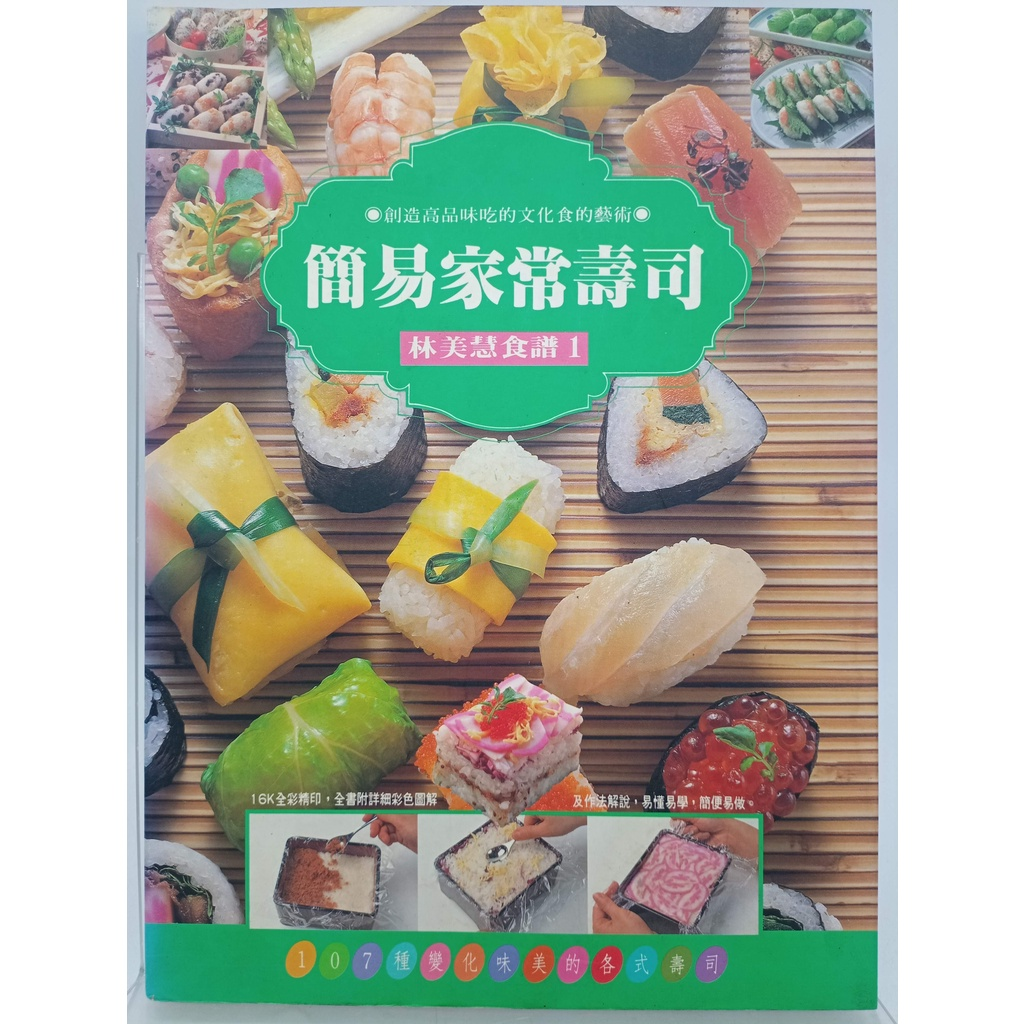 ◉創造高品味吃的文化食的藝術◉
簡易家常壽司
林美慧食譜1
16K全彩精印，全書附詳細彩色圖解
及作法解說，易懂易學，簡便易做。
107種變化味美的各式壽司